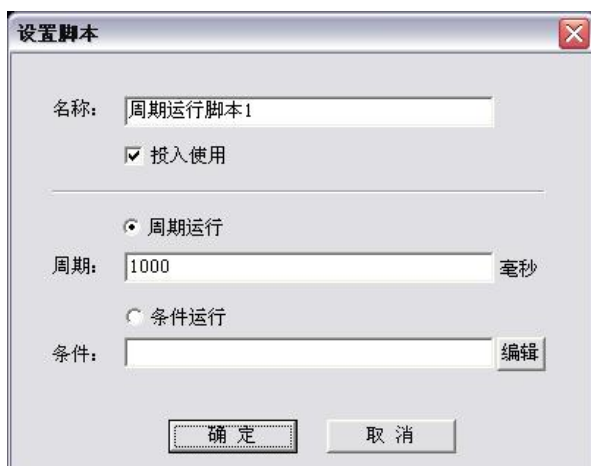 设置脚本
名称： 周期运行脚本1
投入使用
周期运行
周期： 1000 毫秒
条件运行
条件： 编辑
确 定 取 消